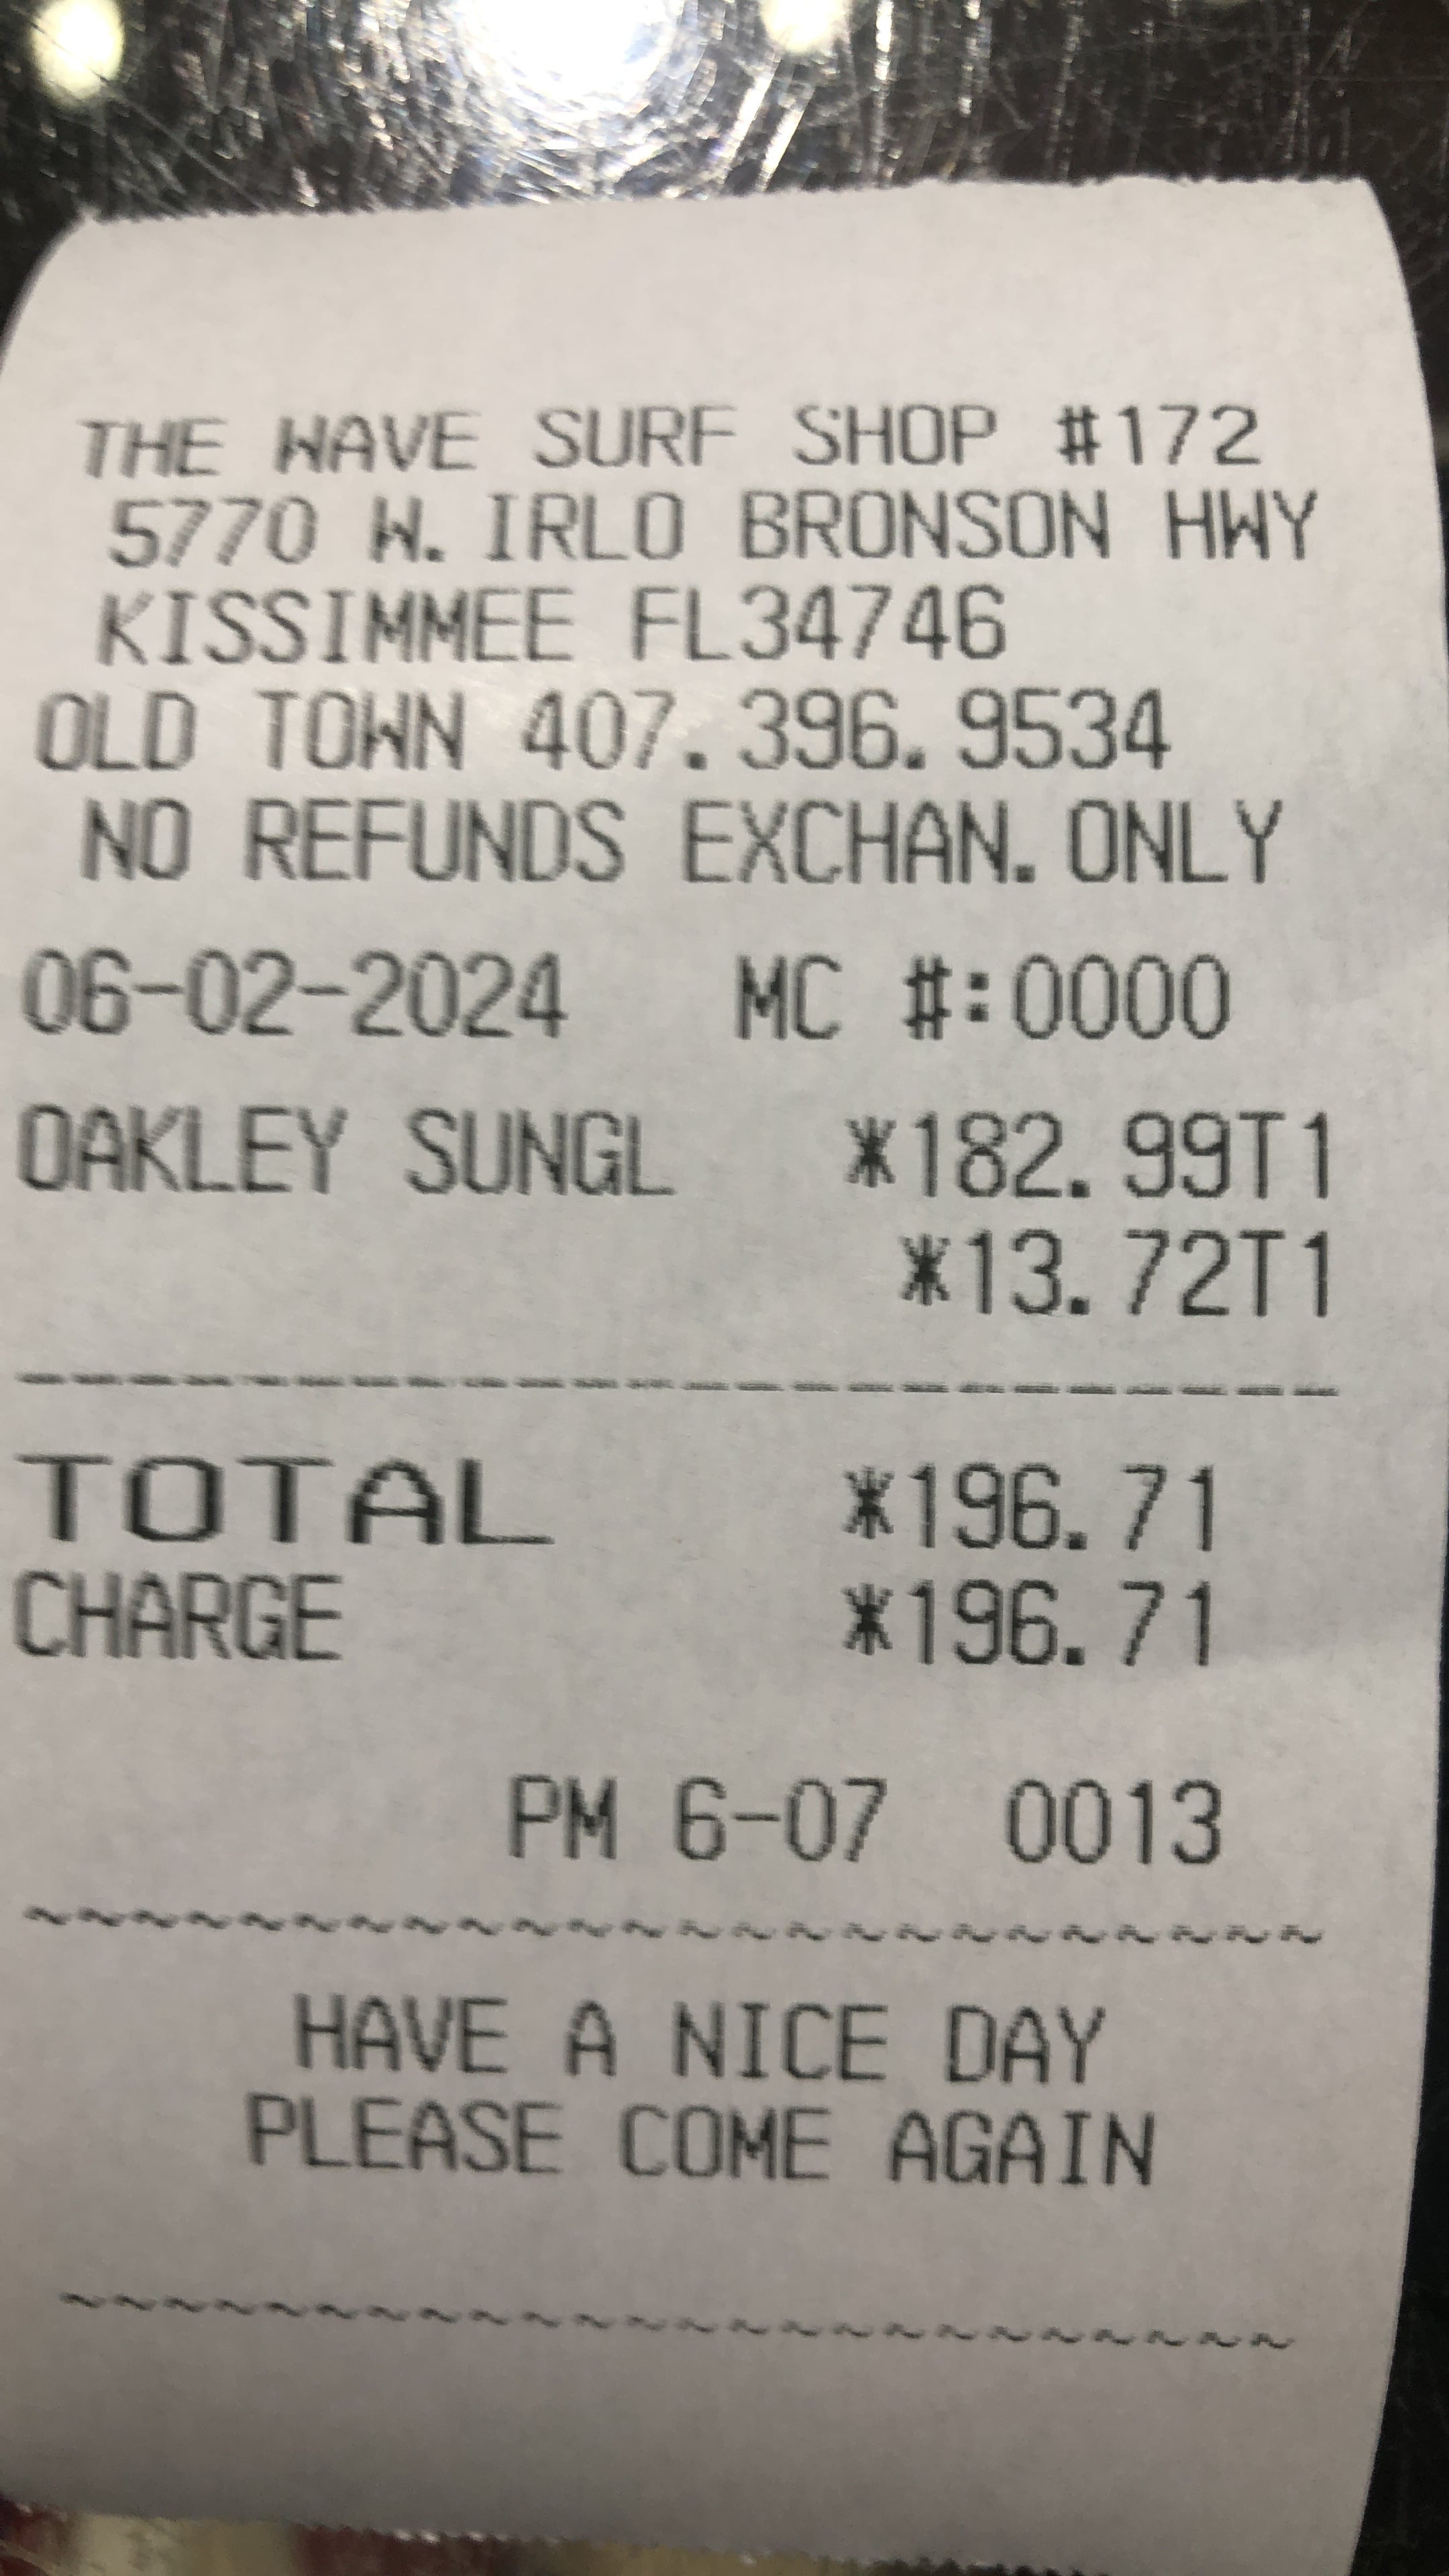 THE WAVE SURF SHOP #172
5770 W. IRLO BRONSON HWY
KISSIMMEE FL34746
OLD TOWN 407.396.9534
NO REFUNDS EXCHAN.ONLY
06-02-2024 MC #:0000
OAKLEY SUNGL *182.99T1
*13.72T1
TOTAL *196.71
CHARGE *196.71
PM 6-07 0013
HAVE A NICE DAY
PLEASE COME AGAIN